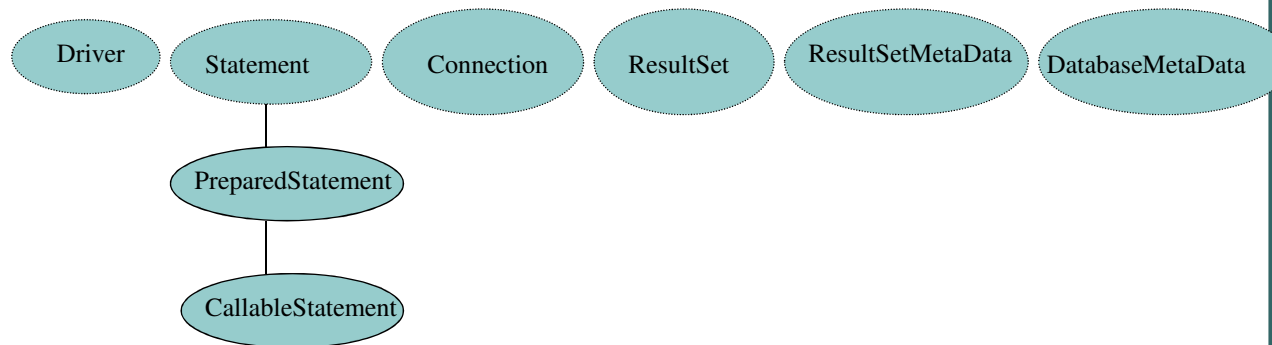 Driver
Statement
Connection
ResultSet
ResultSetMetaData
DatabaseMetaData
PreparedStatement
CallableStatement